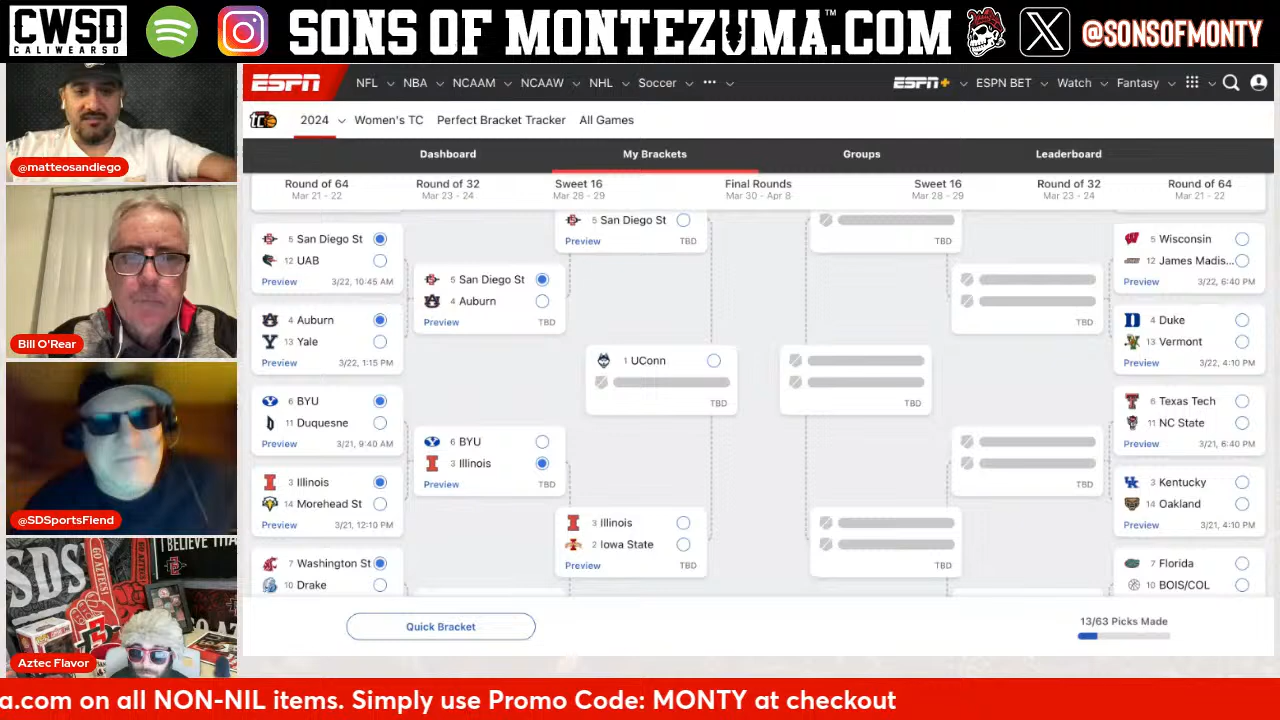 CWSD
CALIWEARSD
SONS OF MONTEZUMA.COM™
@SONSOFMONTY
@matteosandiego
Bill O'Rear
@SDSportsFiend
Aztec Flavor
ESPN
NFL
NBA
NCAAM
NCAAW
NHL
Soccer
ESPN+
ESPN BET
Watch
Fantasy
tc
2024
Women's TC
Perfect Bracket Tracker
All Games
Dashboard
My Brackets
Groups
Leaderboard
Round of 64
Mar 21 - 22
Round of 32
Mar 23 - 24
Sweet 16
Mar 28 - 29
Final Rounds
Mar 30 - Apr 8
Sweet 16
Mar 28 - 29
Round of 32
Mar 23 - 24
Round of 64
Mar 21 - 22
5 San Diego St
12 UAB
Preview
3/22, 10:45 AM
4 Auburn
13 Yale
Preview
3/22, 1:15 PM
6 BYU
11 Duquesne
Preview
3/21, 9:40 AM
3 Illinois
14 Morehead St
Preview
3/21, 12:10 PM
7 Washington St
10 Drake
5 San Diego St
4 Auburn
Preview
TBD
6 BYU
3 Illinois
Preview
TBD
5 San Diego St
Preview
TBD
1 UConn
TBD
3 Illinois
2 Iowa State
Preview
TBD
TBD
TBD
TBD
TBD
TBD
5 Wisconsin
12 James Madis...
Preview
3/22, 6:40 PM
4 Duke
13 Vermont
Preview
3/22, 4:10 PM
6 Texas Tech
11 NC State
Preview
3/21, 6:40 PM
3 Kentucky
14 Oakland
Preview
3/21, 4:10 PM
7 Florida
10 BOIS/COL
Quick Bracket
13/63 Picks Made
a.com on all NON-NIL items. Simply use Promo Code: MONTY at checkout